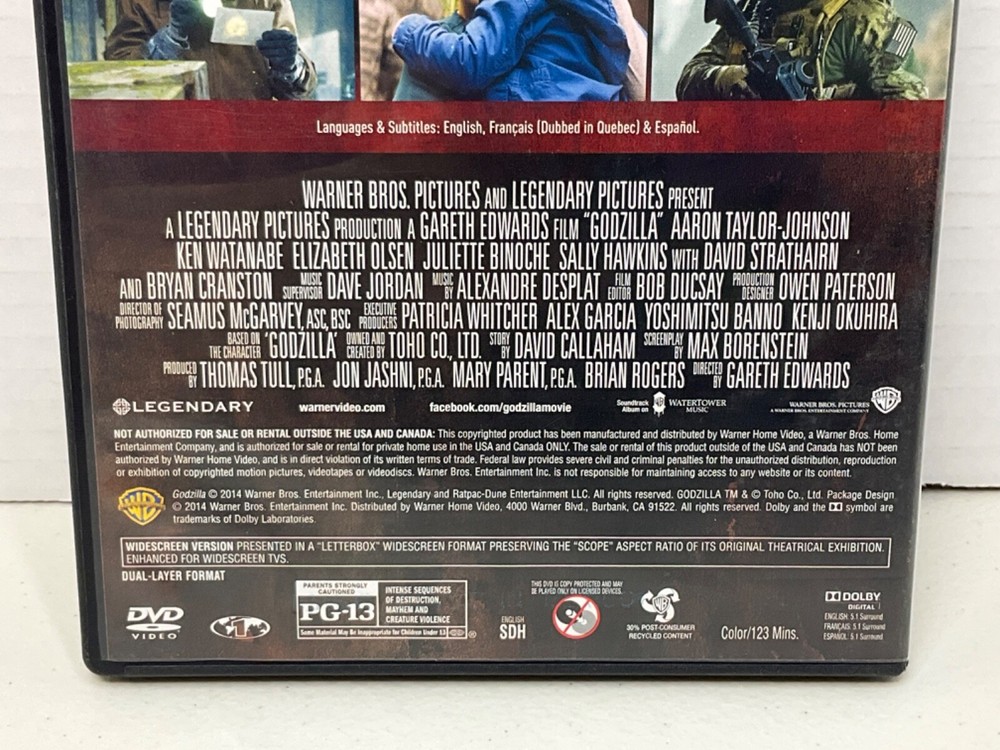 Languages & Subtitles: English, Français (Dubbed in Quebec) & Español.
WARNER BROS. PICTURES AND LEGENDARY PICTURES PRESENT
A LEGENDARY PICTURES PRODUCTION A GARETH EDWARDS FILM "GODZILLA" AARON TAYLOR-JOHNSON
KEN WATANABE ELIZABETH OLSEN JULIETTE BINOCHE SALLY HAWKINS WITH DAVID STRATHAIRN
AND BRYAN CRANSTON MUSIC SUPERVISOR DAVE JORDAN MUSIC BY ALEXANDRE DESPLAT FILM EDITOR BOB DUCSAY PRODUCTION DESIGNER OWEN PATERSON
DIRECTOR OF PHOTOGRAPHY SEAMUS McGARVEY, ASC, BSC EXECUTIVE PRODUCERS PATRICIA WHITCHER ALEX GARCIA YOSHIMITSU BANNO KENJI OKUHIRA
BASED ON THE CHARACTER "GODZILLA" OWNED AND CREATED BY TOHO CO., LTD. STORY BY DAVID CALLAHAM SCREENPLAY BY MAX BORENSTEIN
PRODUCED BY THOMAS TULL, P.G.A. JON JASHNI, P.G.A. MARY PARENT, P.G.A. BRIAN ROGERS DIRECTED BY GARETH EDWARDS
LEGENDARY warnervideo.com facebook.com/godzillamovie Soundtrack Album on WATERTOWER MUSIC WARNER BROS. PICTURES
A WARNER BROS. ENTERTAINMENT COMPANY
NOT AUTHORIZED FOR SALE OR RENTAL OUTSIDE THE USA AND CANADA: This copyrighted product has been manufactured and distributed by Warner Home Video, a Warner Bros. Home
Entertainment Company, and is authorized for sale or rental for private home use in the USA and Canada ONLY. The sale or rental of this product outside of the USA and Canada has NOT been
authorized by Warner Home Video, and is in direct violation of its written terms of trade. Federal law provides severe civil and criminal penalties for the unauthorized distribution, reproduction
or exhibition of copyrighted motion pictures, videotapes or videodiscs. Warner Bros. Entertainment Inc. is not responsible for maintaining access to any website or its content.
Godzilla © 2014 Warner Bros. Entertainment Inc., Legendary and Ratpac-Dune Entertainment LLC. All rights reserved. GODZILLA TM & © Toho Co., Ltd. Package Design
© 2014 Warner Bros. Entertainment Inc. Distributed by Warner Home Video, 4000 Warner Blvd., Burbank, CA 91522. All rights reserved. Dolby and the symbol are
trademarks of Dolby Laboratories.
WIDESCREEN VERSION PRESENTED IN A "LETTERBOX" WIDESCREEN FORMAT PRESERVING THE "SCOPE" ASPECT RATIO OF ITS ORIGINAL THEATRICAL EXHIBITION.
ENHANCED FOR WIDESCREEN TVS.
DUAL-LAYER FORMAT
DVD
VIDEO
1
PARENTS STRONGLY CAUTIONED
PG-13
INTENSE SEQUENCES
OF DESTRUCTION,
MAYHEM AND
CREATURE VIOLENCE
Some Material May Be Inappropriate for Children Under 13
ENGLISH
SDH
THIS DVD IS COPY PROTECTED AND MAY
BE PLAYED ONLY ON LICENSED DEVICES.
30% POST-CONSUMER
RECYCLED CONTENT
Color/123 Mins.
DOLBY
DIGITAL
ENGLISH: 5.1 Surround
FRANÇAIS: 5.1 Surround
ESPAÑOL: 5.1 Surround